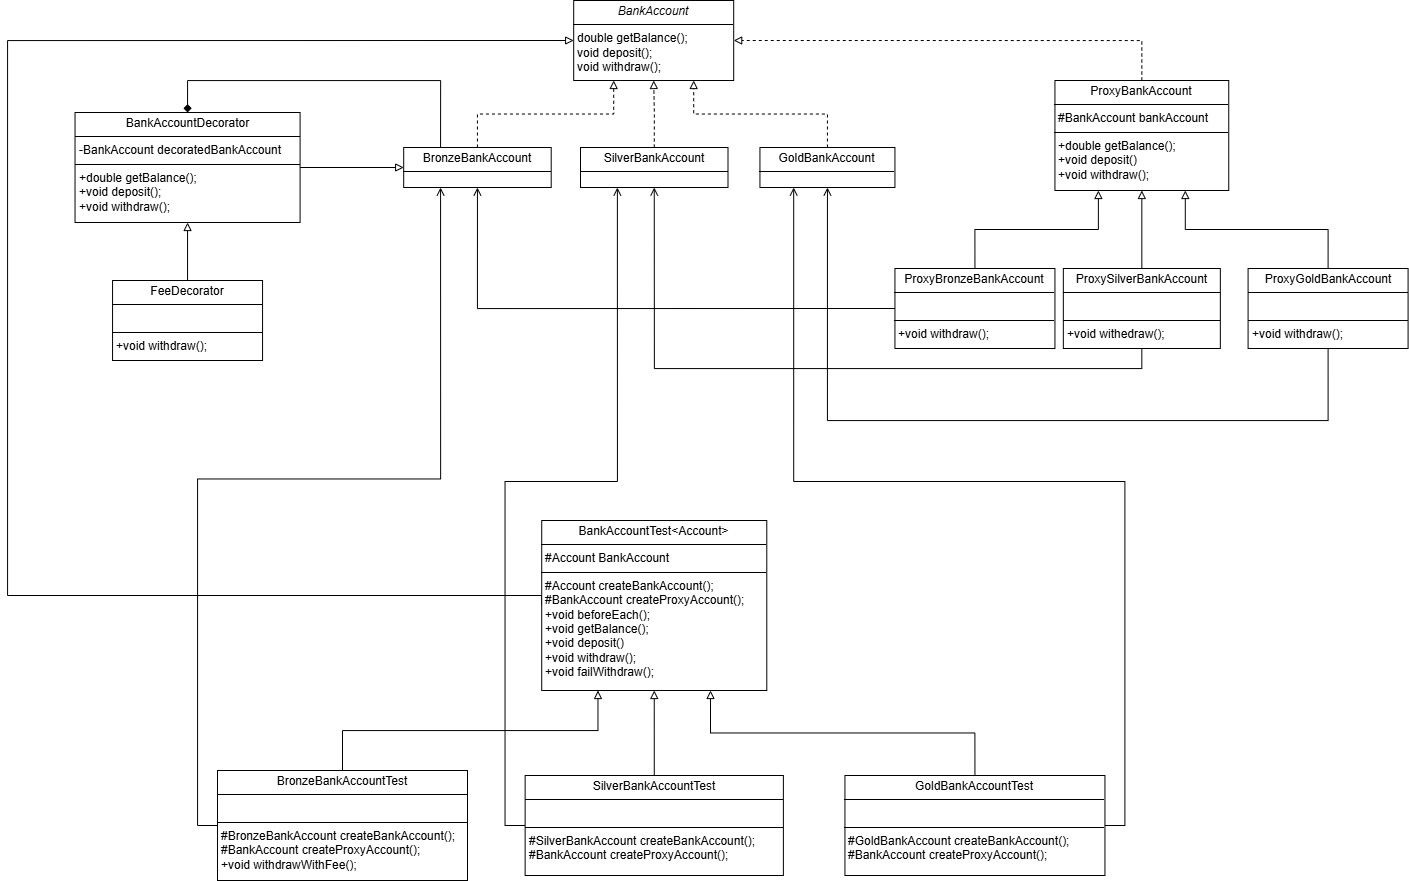 BankAccount
double getBalance();
void deposit();
void withdraw();
BankAccountDecorator
-BankAccount decoratedBankAccount
+double getBalance();
+void deposit();
+void withdraw();
FeeDecorator
+void withdraw();
BronzeBankAccount
SilverBankAccount
GoldBankAccount
ProxyBankAccount
#BankAccount bankAccount
+double getBalance();
+void deposit()
+void withdraw();
ProxyBronzeBankAccount
+void withdraw();
ProxySilverBankAccount
+void withedraw();
ProxyGoldBankAccount
+void withdraw();
BankAccountTest<Account>
#Account BankAccount
#Account createBankAccount();
#BankAccount createProxyAccount();
+void beforeEach();
+void getBalance();
+void deposit()
+void withdraw();
+void failWithdraw();
BronzeBankAccountTest
#BronzeBankAccount createBankAccount();
#BankAccount createProxyAccount();
+void withdrawWithFee();
SilverBankAccountTest
#SilverBankAccount createBankAccount();
#BankAccount createProxyAccount();
GoldBankAccountTest
#GoldBankAccount createBankAccount();
#BankAccount createProxyAccount();